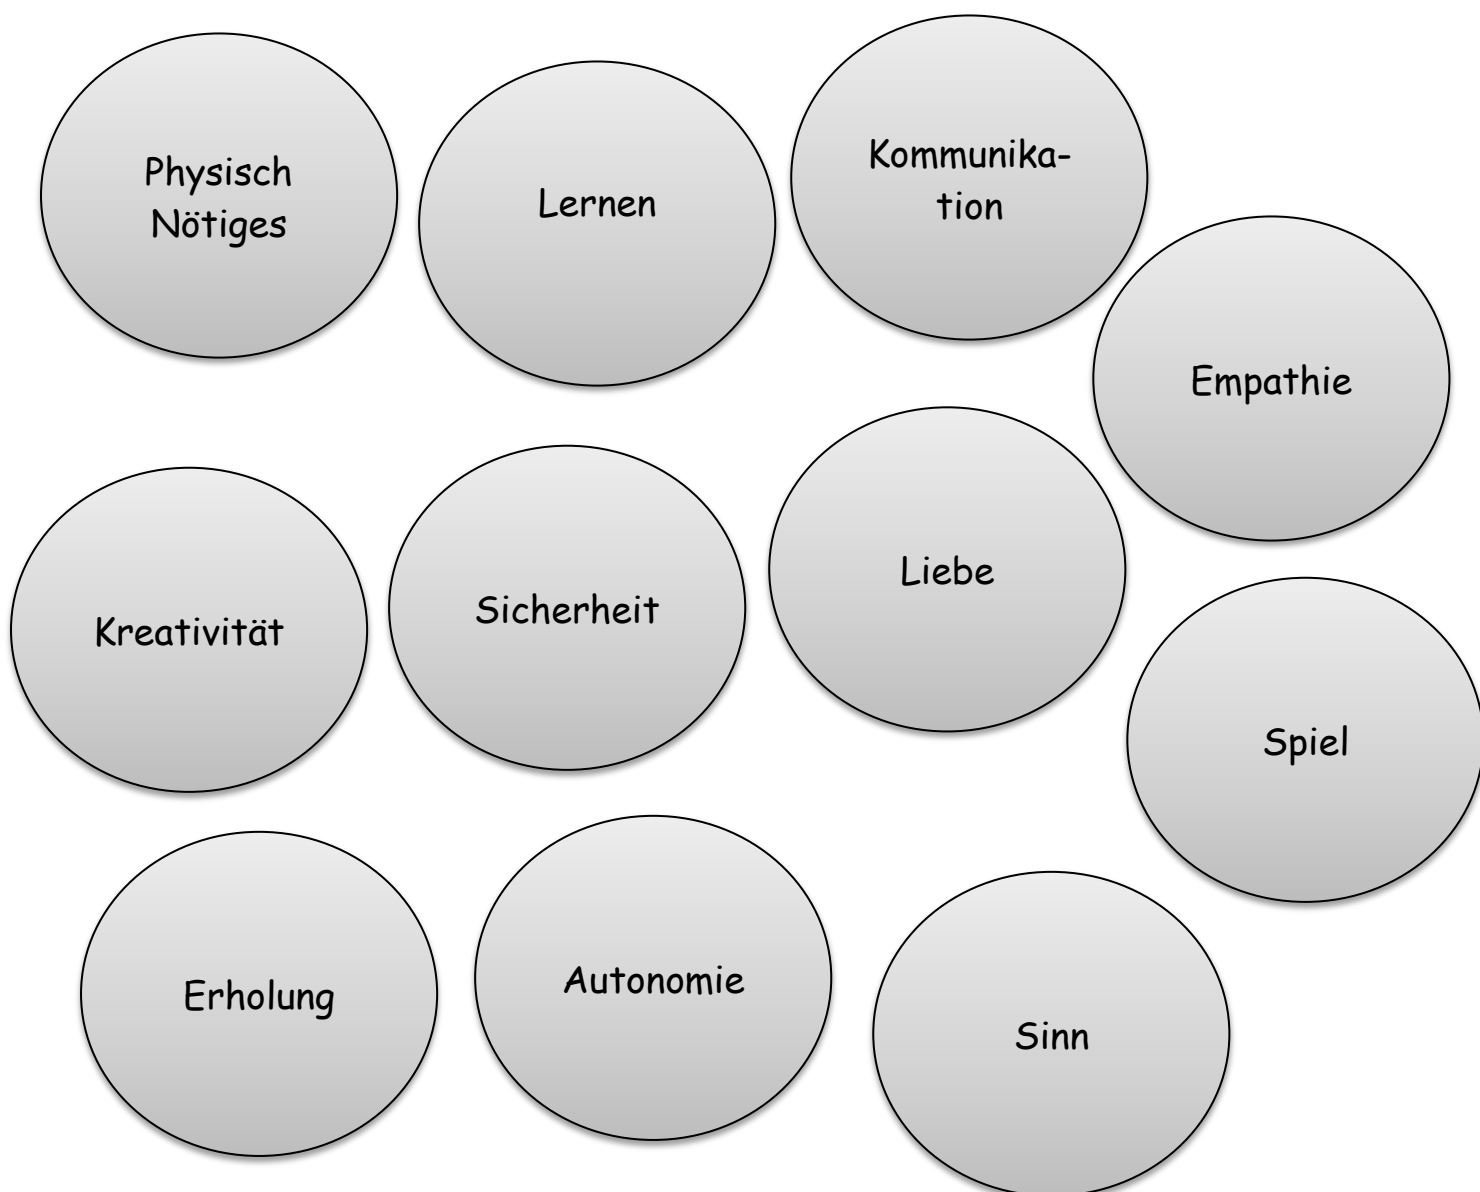 Physisch
Nötiges
Lernen
Kommunika-
tion
Empathie
Kreativität
Sicherheit
Liebe
Spiel
Erholung
Autonomie
Sinn